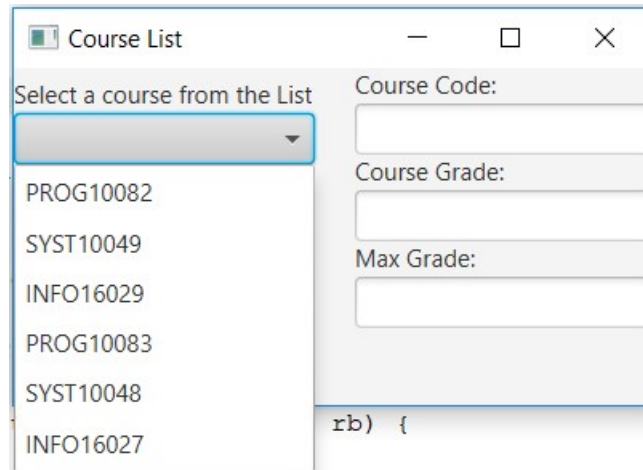 Course List
Select a course from the List
PROG10082
SYST10049
INFO16029
PROG10083
SYST10048
INFO16027
Course Code:
Course Grade:
Max Grade:
rb) {